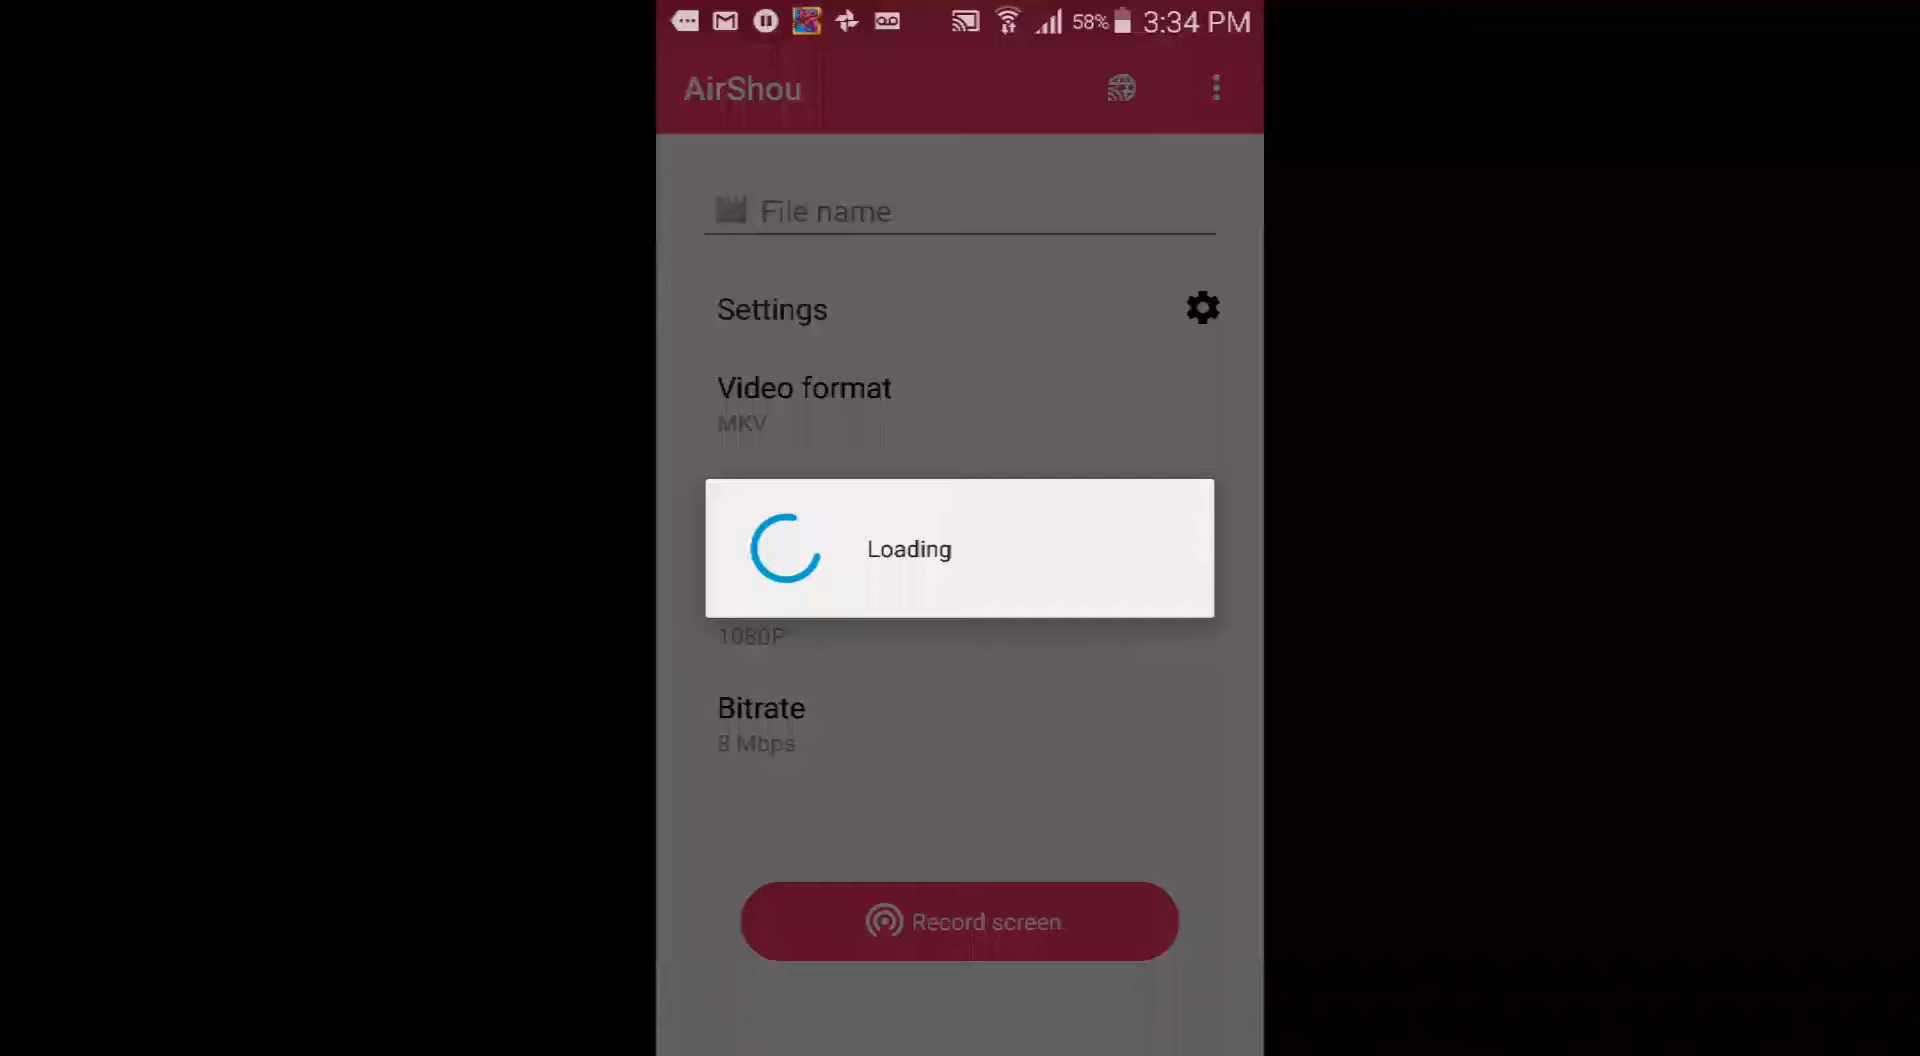 58% 3:34 PM
AirShou
File name
Settings
Video format
MKV
Loading
1080P
Bitrate
8 Mbps
Record screen